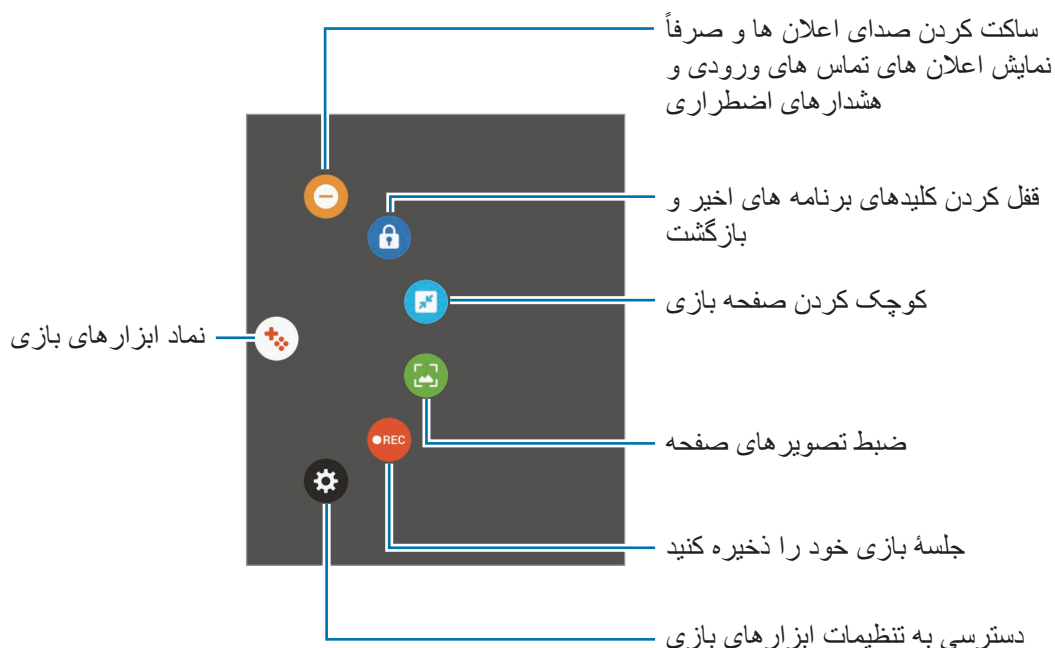 ساکت کردن صدای اعلان ها و صرفاً
نمایش اعلان های تماس های ورودی و
هشدارهای اضطراری
قفل کردن کلیدهای برنامه های اخیر و
بازگشت
کوچک کردن صفحه بازی
نماد ابزارهای بازی
ضبط تصویرهای صفحه
REC
جلسهٔ بازی خود را ذخیره کنید
دسترسی به تنظیمات ابزارهای بازی